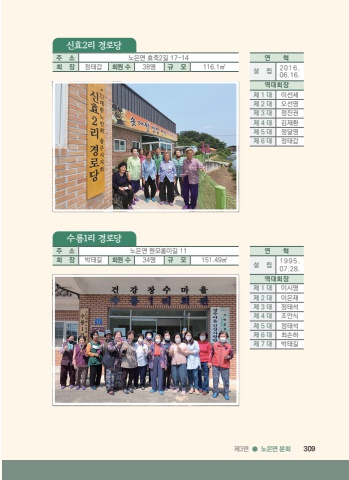 신효2리 경로당
주 소 노은면 효죽2길 17-14
회 장 정태갑 회원 수 38명 규 모 116.1㎡
연 혁
설 립 2016. 06.16.
역대회장
제 1 대 이선세
제 2 대 오선영
제 3 대 정진권
제 4 대 김재환
제 5 대 정달영
제 6 대 정태갑
신효2리 경로당
수룡1리 경로당
주 소 노은면 원모롱이길 11
회 장 박태길 회원 수 34명 규 모 151.49㎡
연 혁
설 립 1995. 07.28.
역대회장
제 1 대 이시영
제 2 대 이은재
제 3 대 정태석
제 4 대 조안식
제 5 대 정태석
제 6 대 최순하
제 7 대 박태길
건강장수마을
제3편 ● 노은면 분회 309